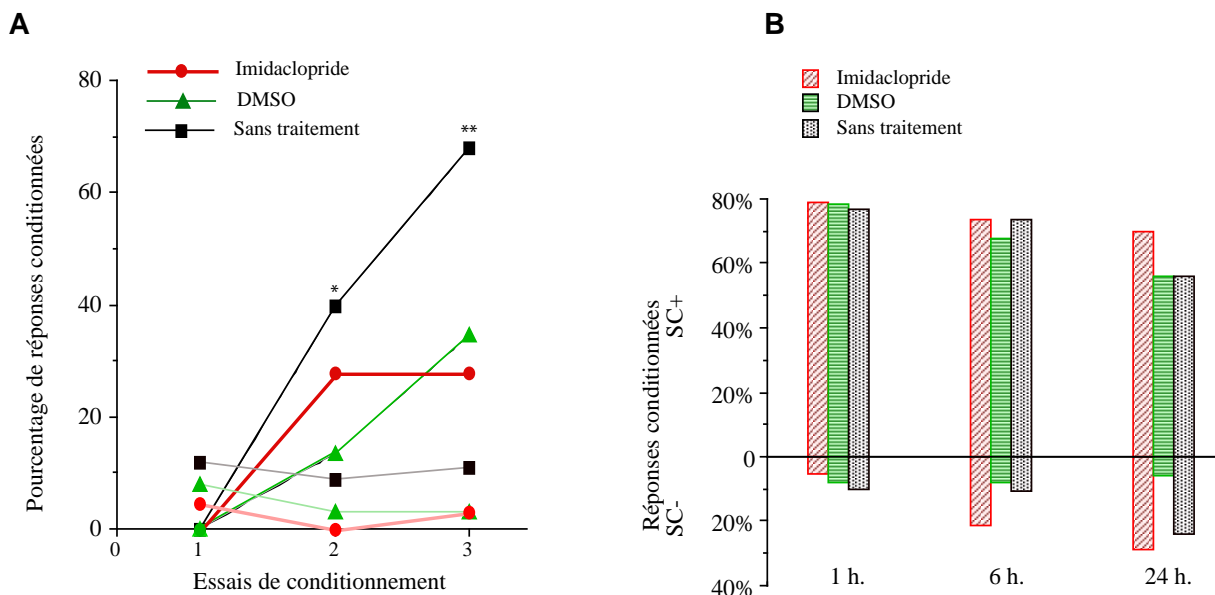 A
Imidaclopride
DMSO
Sans traitement
Pourcentage de réponses conditionnées
80
60
40
20
0
*
**
0
1
2
3
Essais de conditionnement
B
Imidaclopride
DMSO
Sans traitement
Réponses conditionnées
SC- SC+
80%
60%
40%
20%
0
20%
40%
1 h.
6 h.
24 h.